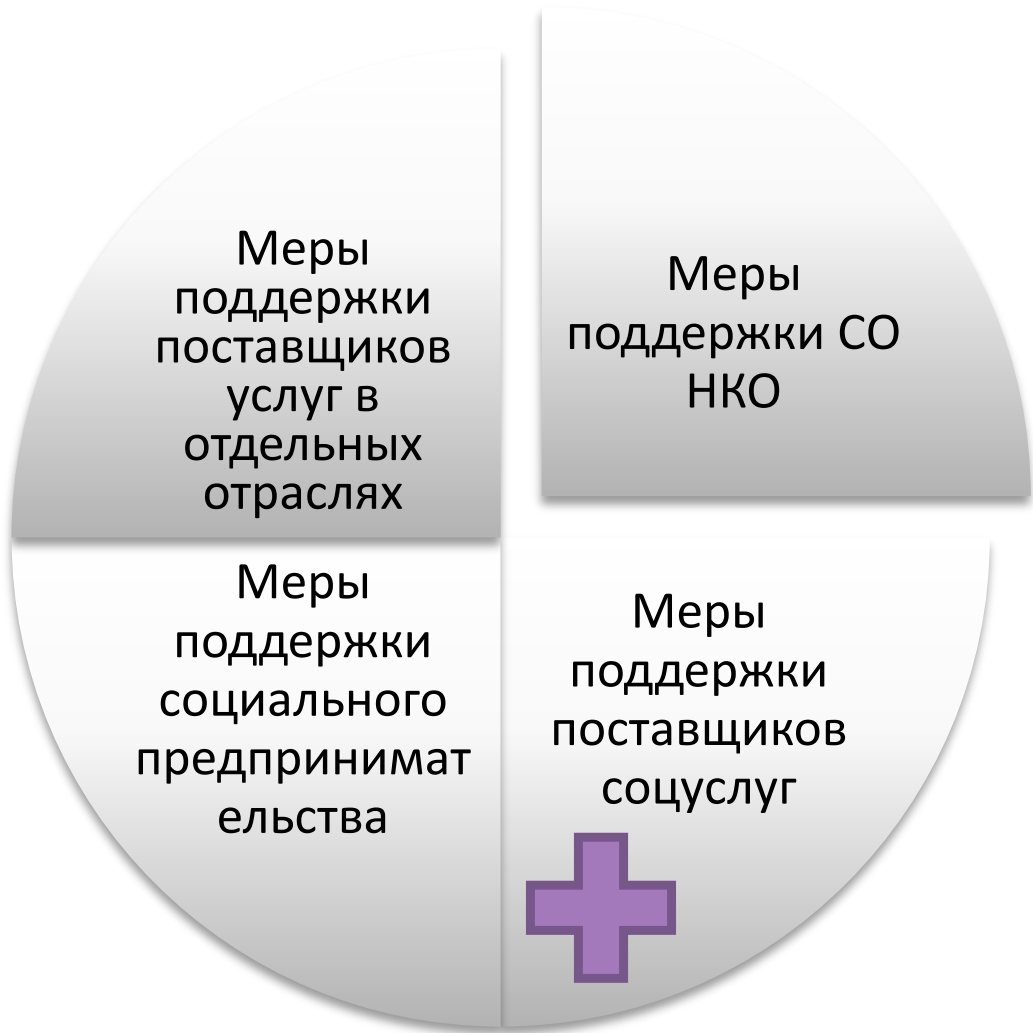 Меры
поддержки
поставщиков
услуг в
отдельных
отраслях
Меры
поддержки СО
НКО
Меры
поддержки
социального
предпринимат
ельства
Меры
поддержки
поставщиков
соцуслуг